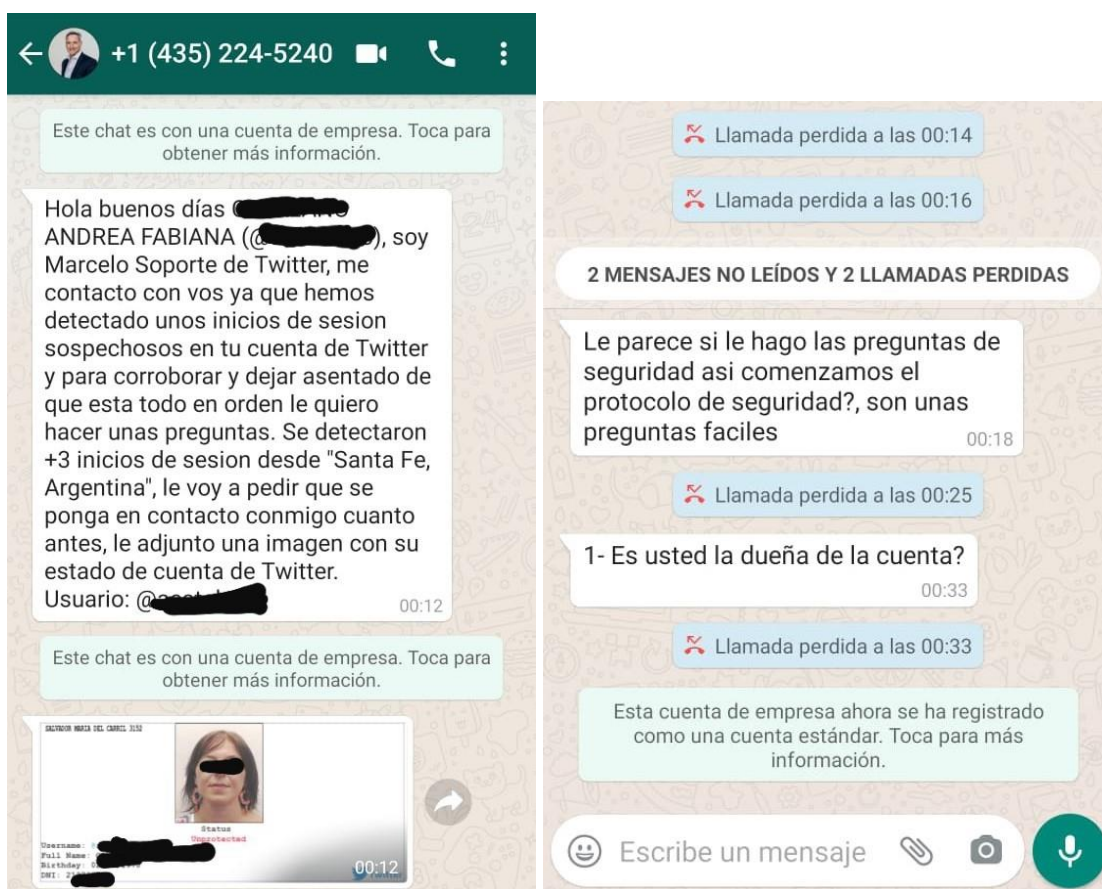 +1 (435) 224-5240
Este chat es con una cuenta de empresa. Toca para
obtener más información.
Hola buenos días
ANDREA FABIANA (@), soy
Marcelo Soporte de Twitter, me
contacto con vos ya que hemos
detectado unos inicios de sesion
sospechosos en tu cuenta de Twitter
y para corroborar y dejar asentado de
que esta todo en orden le quiero
hacer unas preguntas. Se detectaron
+3 inicios de sesion desde "Santa Fe,
Argentina", le voy a pedir que se
ponga en contacto conmigo cuanto
antes, le adjunto una imagen con su
estado de cuenta de Twitter.
Usuario: @
00:12
Este chat es con una cuenta de empresa. Toca para
obtener más información.
SALVADOR MARIA DEL CARRIL 3152
Status
Unprotected
Username:
Full Name:
Birthday:
DNI:
00:12
Llamada perdida a las 00:14
Llamada perdida a las 00:16
2 MENSAJES NO LEÍDOS Y 2 LLAMADAS PERDIDAS
Le parece si le hago las preguntas de
seguridad asi comenzamos el
protocolo de seguridad?, son unas
preguntas faciles
00:18
Llamada perdida a las 00:25
1- Es usted la dueña de la cuenta?
00:33
Llamada perdida a las 00:33
Esta cuenta de empresa ahora se ha registrado
como una cuenta estándar. Toca para más
información.
Escribe un mensaje